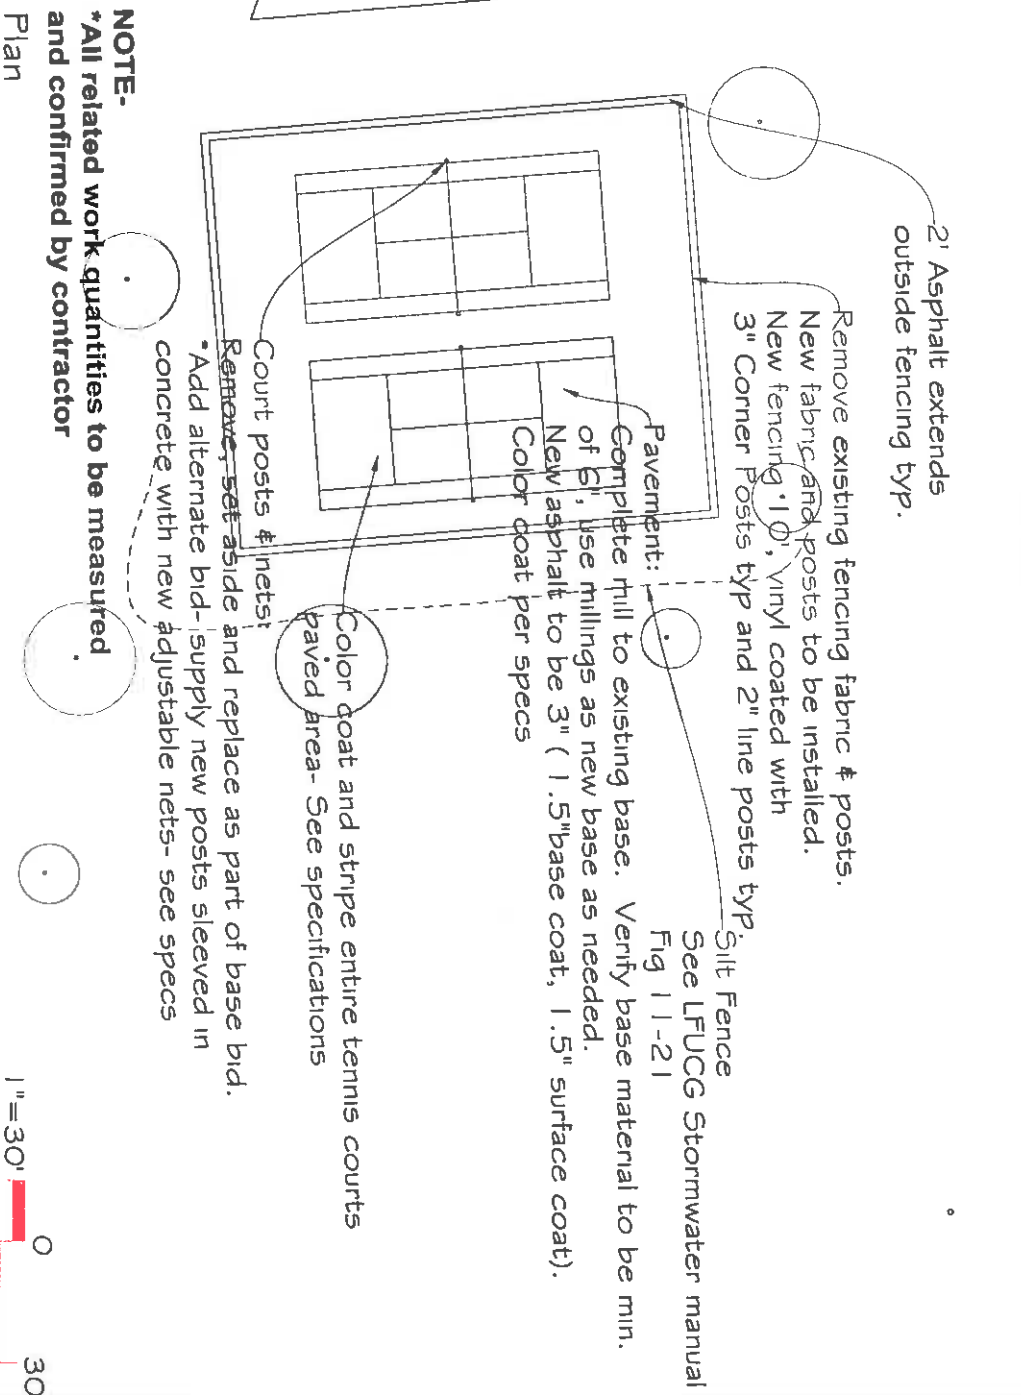 2' Asphalt extends
outside fencing typ.
Remove existing fencing fabric & posts.
New fabric and posts to be installed.
New fencing '10', vinyl coated with
3" Corner Posts typ and 2" line posts typ.
Silt Fence
See LFUCG Stormwater manual
Fig 11-21
Pavement:
Complete mill to existing base. Verify base material to be min.
of 6", use millings as new base as needed.
New asphalt to be 3" (1.5"base coat, 1.5" surface coat).
Color coat per specs
Color coat and stripe entire tennis courts
paved area- See specifications
Court posts & nets:
Remove, set aside and replace as part of base bid.
*Add alternate bid- supply new posts sleeved in
concrete with new adjustable nets- see specs
NOTE-
*All related work quantities to be measured
and confirmed by contractor
Plan
1"=30'
0
30